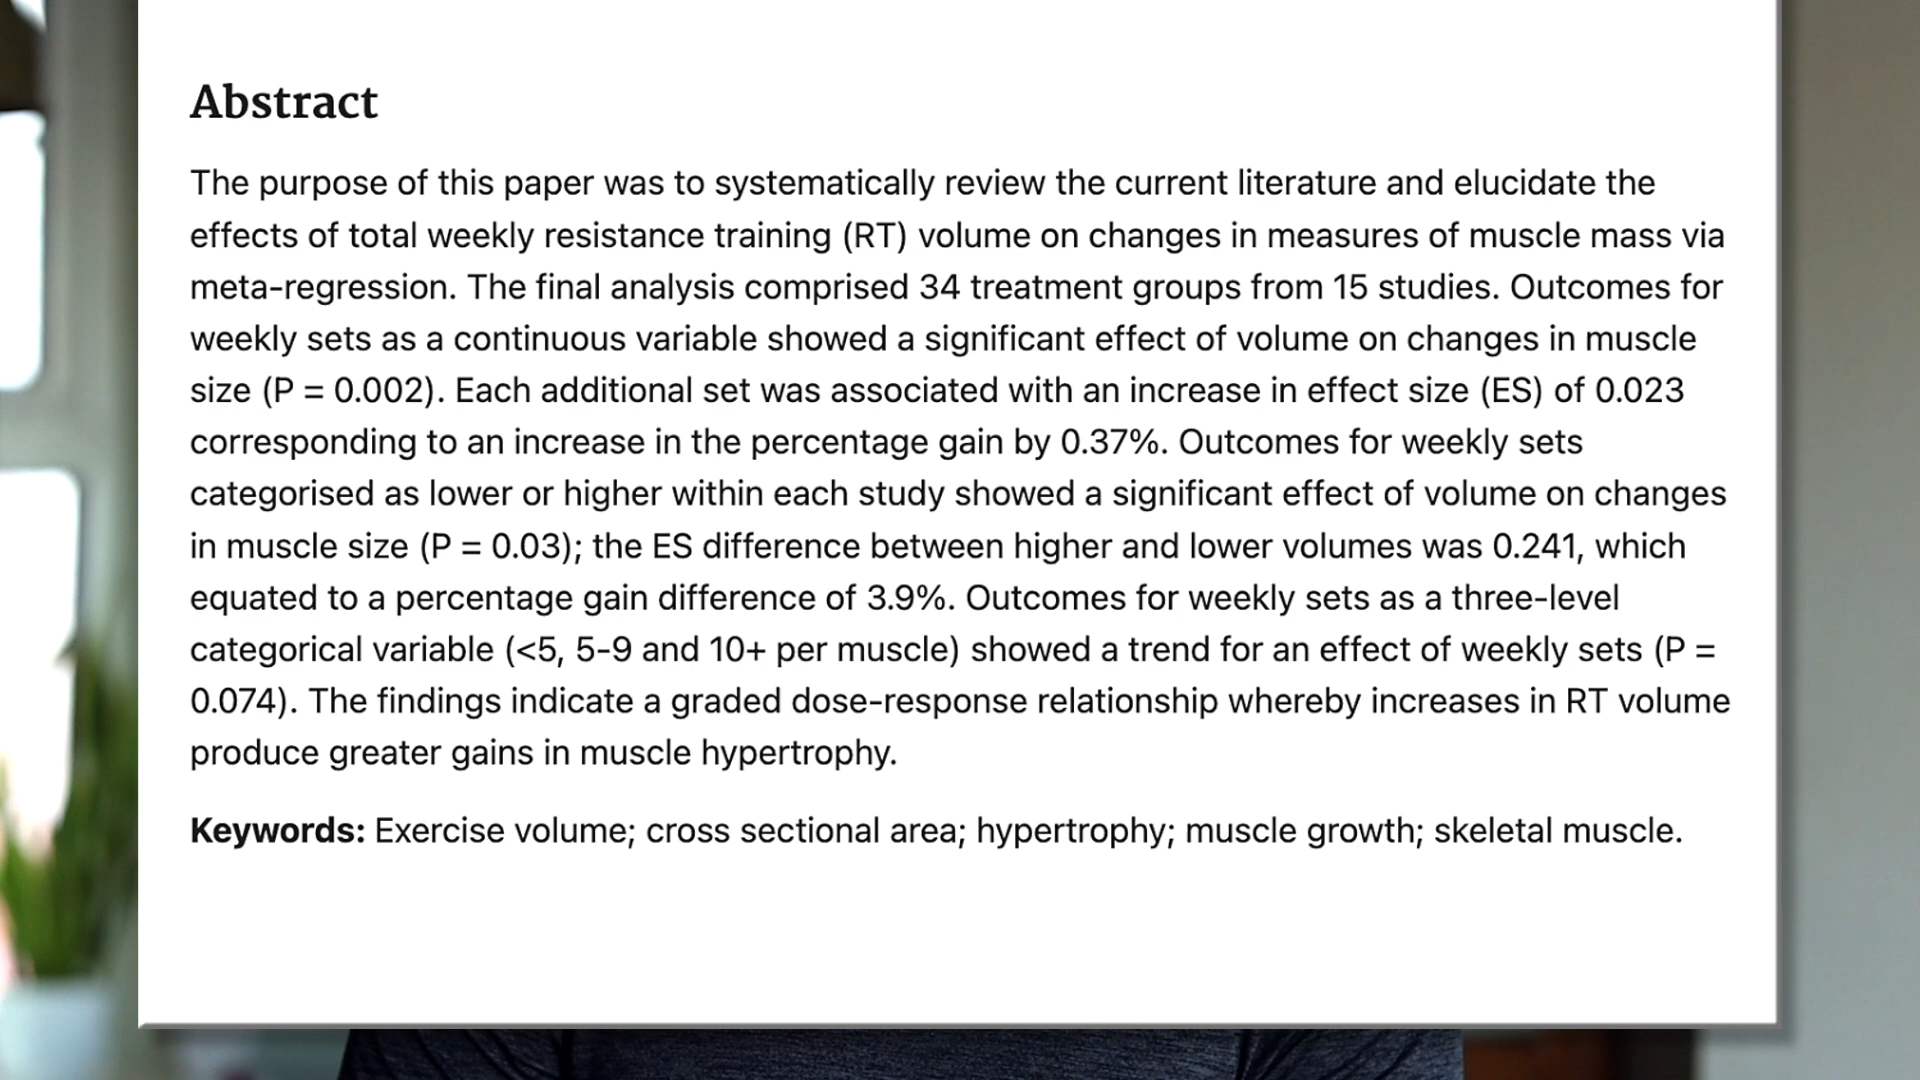 Abstract
The purpose of this paper was to systematically review the current literature and elucidate the
effects of total weekly resistance training (RT) volume on changes in measures of muscle mass via
meta-regression. The final analysis comprised 34 treatment groups from 15 studies. Outcomes for
weekly sets as a continuous variable showed a significant effect of volume on changes in muscle
size (P = 0.002). Each additional set was associated with an increase in effect size (ES) of 0.023
corresponding to an increase in the percentage gain by 0.37%. Outcomes for weekly sets
categorised as lower or higher within each study showed a significant effect of volume on changes
in muscle size (P = 0.03); the ES difference between higher and lower volumes was 0.241, which
equated to a percentage gain difference of 3.9%. Outcomes for weekly sets as a three-level
categorical variable (<5, 5-9 and 10+ per muscle) showed a trend for an effect of weekly sets (P =
0.074). The findings indicate a graded dose-response relationship whereby increases in RT volume
produce greater gains in muscle hypertrophy.
Keywords: Exercise volume; cross sectional area; hypertrophy; muscle growth; skeletal muscle.